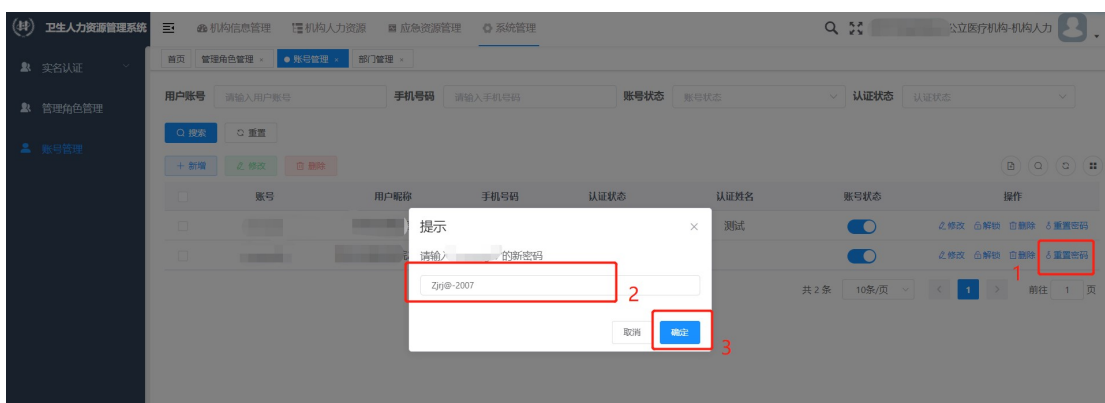 卫生人力资源管理系统 机构信息管理 机构人力资源 应急资源管理 系统管理 公立医疗机构-机构人力
首页 管理角色管理 × 账号管理 × 部门管理 ×
实名认证
管理角色管理
账号管理
用户账号 请输入用户账号 手机号码 请输入手机号码 账号状态 账号状态 认证状态 认证状态
搜索 重置
+ 新增 修改 删除
账号 用户昵称 手机号码 认证状态 认证姓名 账号状态 操作
测试 修改 解锁 删除 重置密码
修改 解锁 删除 重置密码
1
共 2 条 10条/页 < 1 > 前往 1 页
提示 ×
请输入 的新密码
Zjrj@-2007
2
取消 确定
3